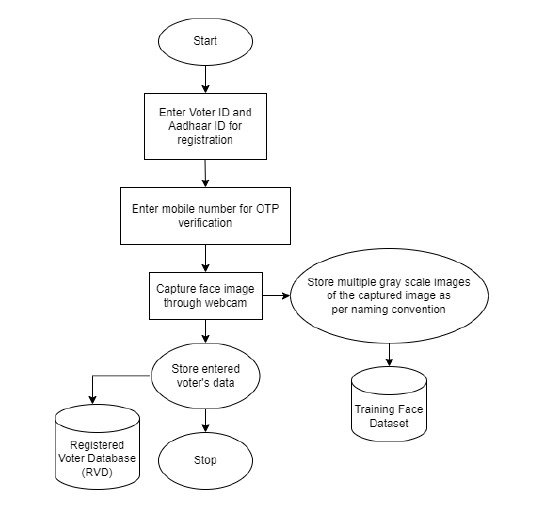 Start
Enter Voter ID and
Aadhaar ID for
registration
Enter mobile number for OTP
verification
Capture face image
through webcam
Store multiple gray scale images
of the captured image as
per naming convention
Store entered
voter's data
Training Face
Dataset
Registered
Voter Database
(RVD)
Stop